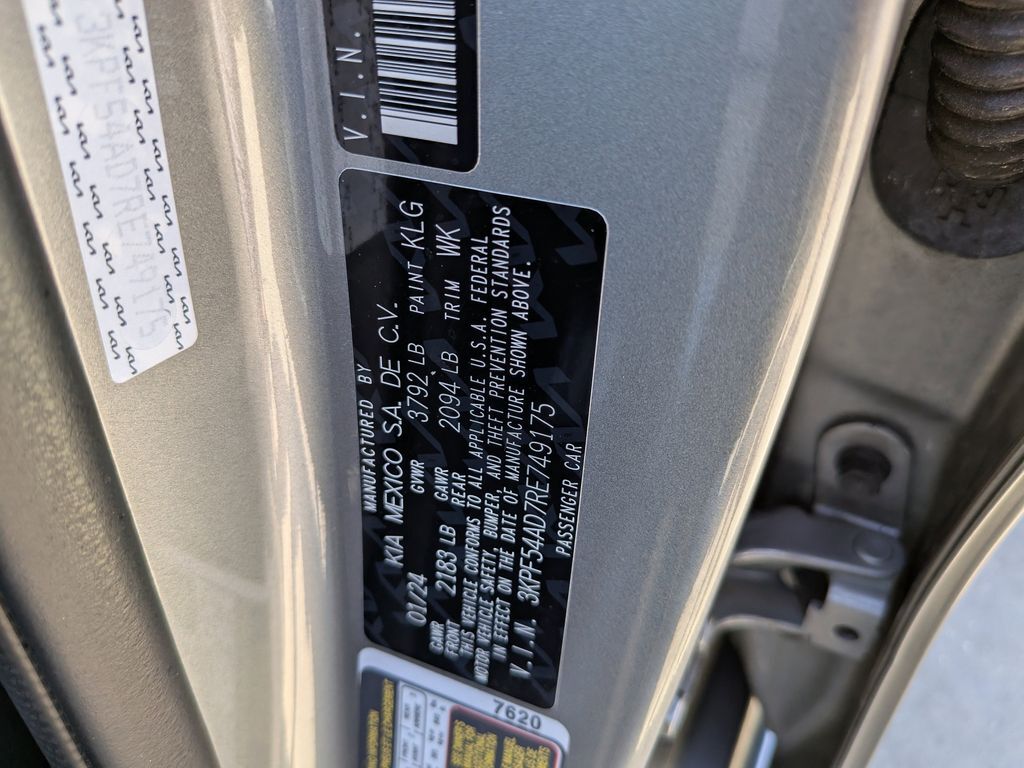 V.I.N.
MANUFACTURED BY
KIA MEXICO S.A. DE C.V.
01/24 GVWR 3792 LB PAINT KLG
GAWR FRONT 2183 LB GAWR REAR 2094 LB TRIM WK
THIS VEHICLE CONFORMS TO ALL APPLICABLE U.S.A. FEDERAL
MOTOR VEHICLE SAFETY, BUMPER, AND THEFT PREVENTION STANDARDS
IN EFFECT ON THE DATE OF MANUFACTURE SHOWN ABOVE.
V.I.N. 3KPF54AD7RE749175
PASSENGER CAR
3KPF54AD7RE749175
7620